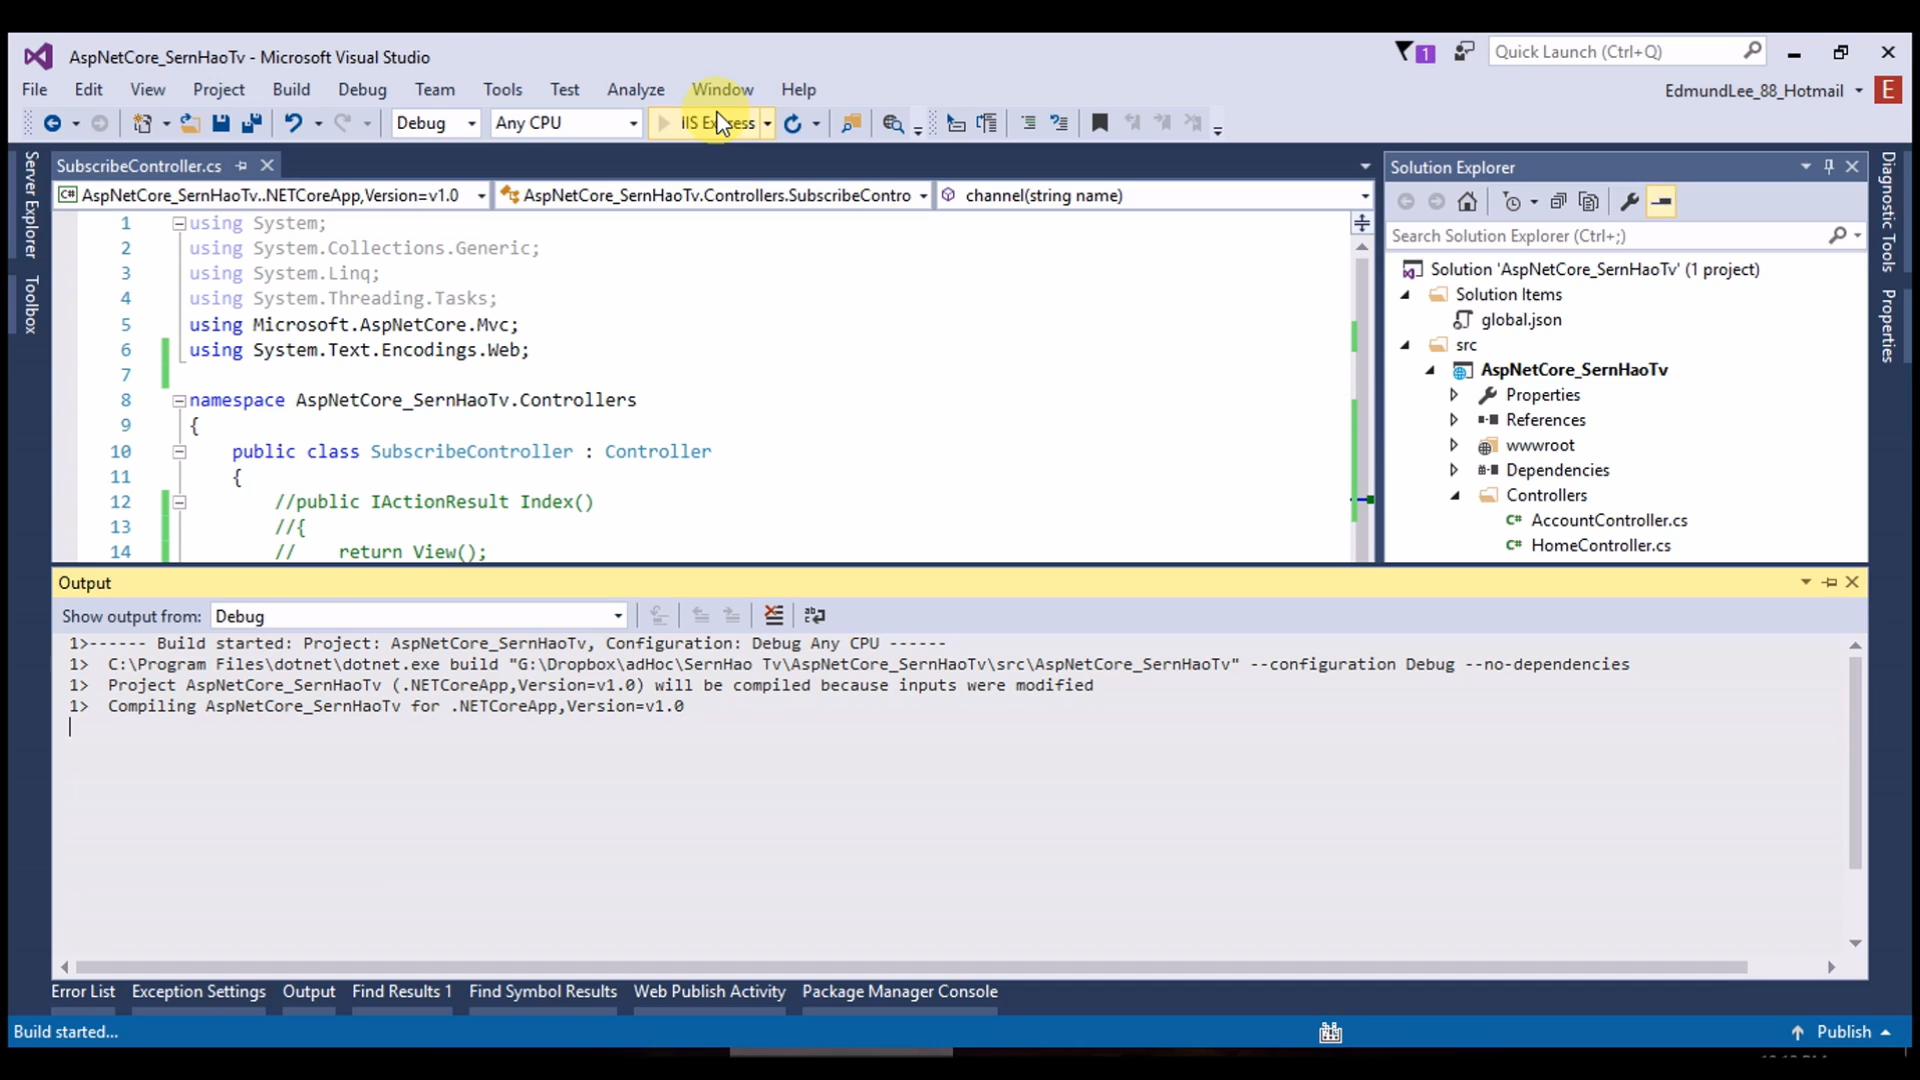 AspNetCore_SernHaoTv - Microsoft Visual Studio
1
Quick Launch (Ctrl+Q)
File Edit View Project Build Debug Team Tools Test Analyze Window Help
EdmundLee_88_Hotmail E
Debug Any CPU IIS Express
Server Explorer
Toolbox
SubscribeController.cs
AspNetCore_SernHaoTv..NETCoreApp,Version=v1.0 AspNetCore_SernHaoTv.Controllers.SubscribeContro channel(string name)
1 using System;
2 using System.Collections.Generic;
3 using System.Linq;
4 using System.Threading.Tasks;
5 using Microsoft.AspNetCore.Mvc;
6 using System.Text.Encodings.Web;
7
8 namespace AspNetCore_SernHaoTv.Controllers
9 {
10 public class SubscribeController : Controller
11 {
12 //public IActionResult Index()
13 //{
14 // return View();
Solution Explorer
Search Solution Explorer (Ctrl+;)
Solution 'AspNetCore_SernHaoTv' (1 project)
Solution Items
global.json
src
AspNetCore_SernHaoTv
Properties
References
wwwroot
Dependencies
Controllers
C# AccountController.cs
C# HomeController.cs
Diagnostic Tools
Properties
Output
Show output from: Debug
1>------ Build started: Project: AspNetCore_SernHaoTv, Configuration: Debug Any CPU ------
1> C:\Program Files\dotnet\dotnet.exe build "G:\Dropbox\adHoc\SernHao Tv\AspNetCore_SernHaoTv\src\AspNetCore_SernHaoTv" --configuration Debug --no-dependencies
1> Project AspNetCore_SernHaoTv (.NETCoreApp,Version=v1.0) will be compiled because inputs were modified
1> Compiling AspNetCore_SernHaoTv for .NETCoreApp,Version=v1.0
Error List Exception Settings Output Find Results 1 Find Symbol Results Web Publish Activity Package Manager Console
Build started... Publish